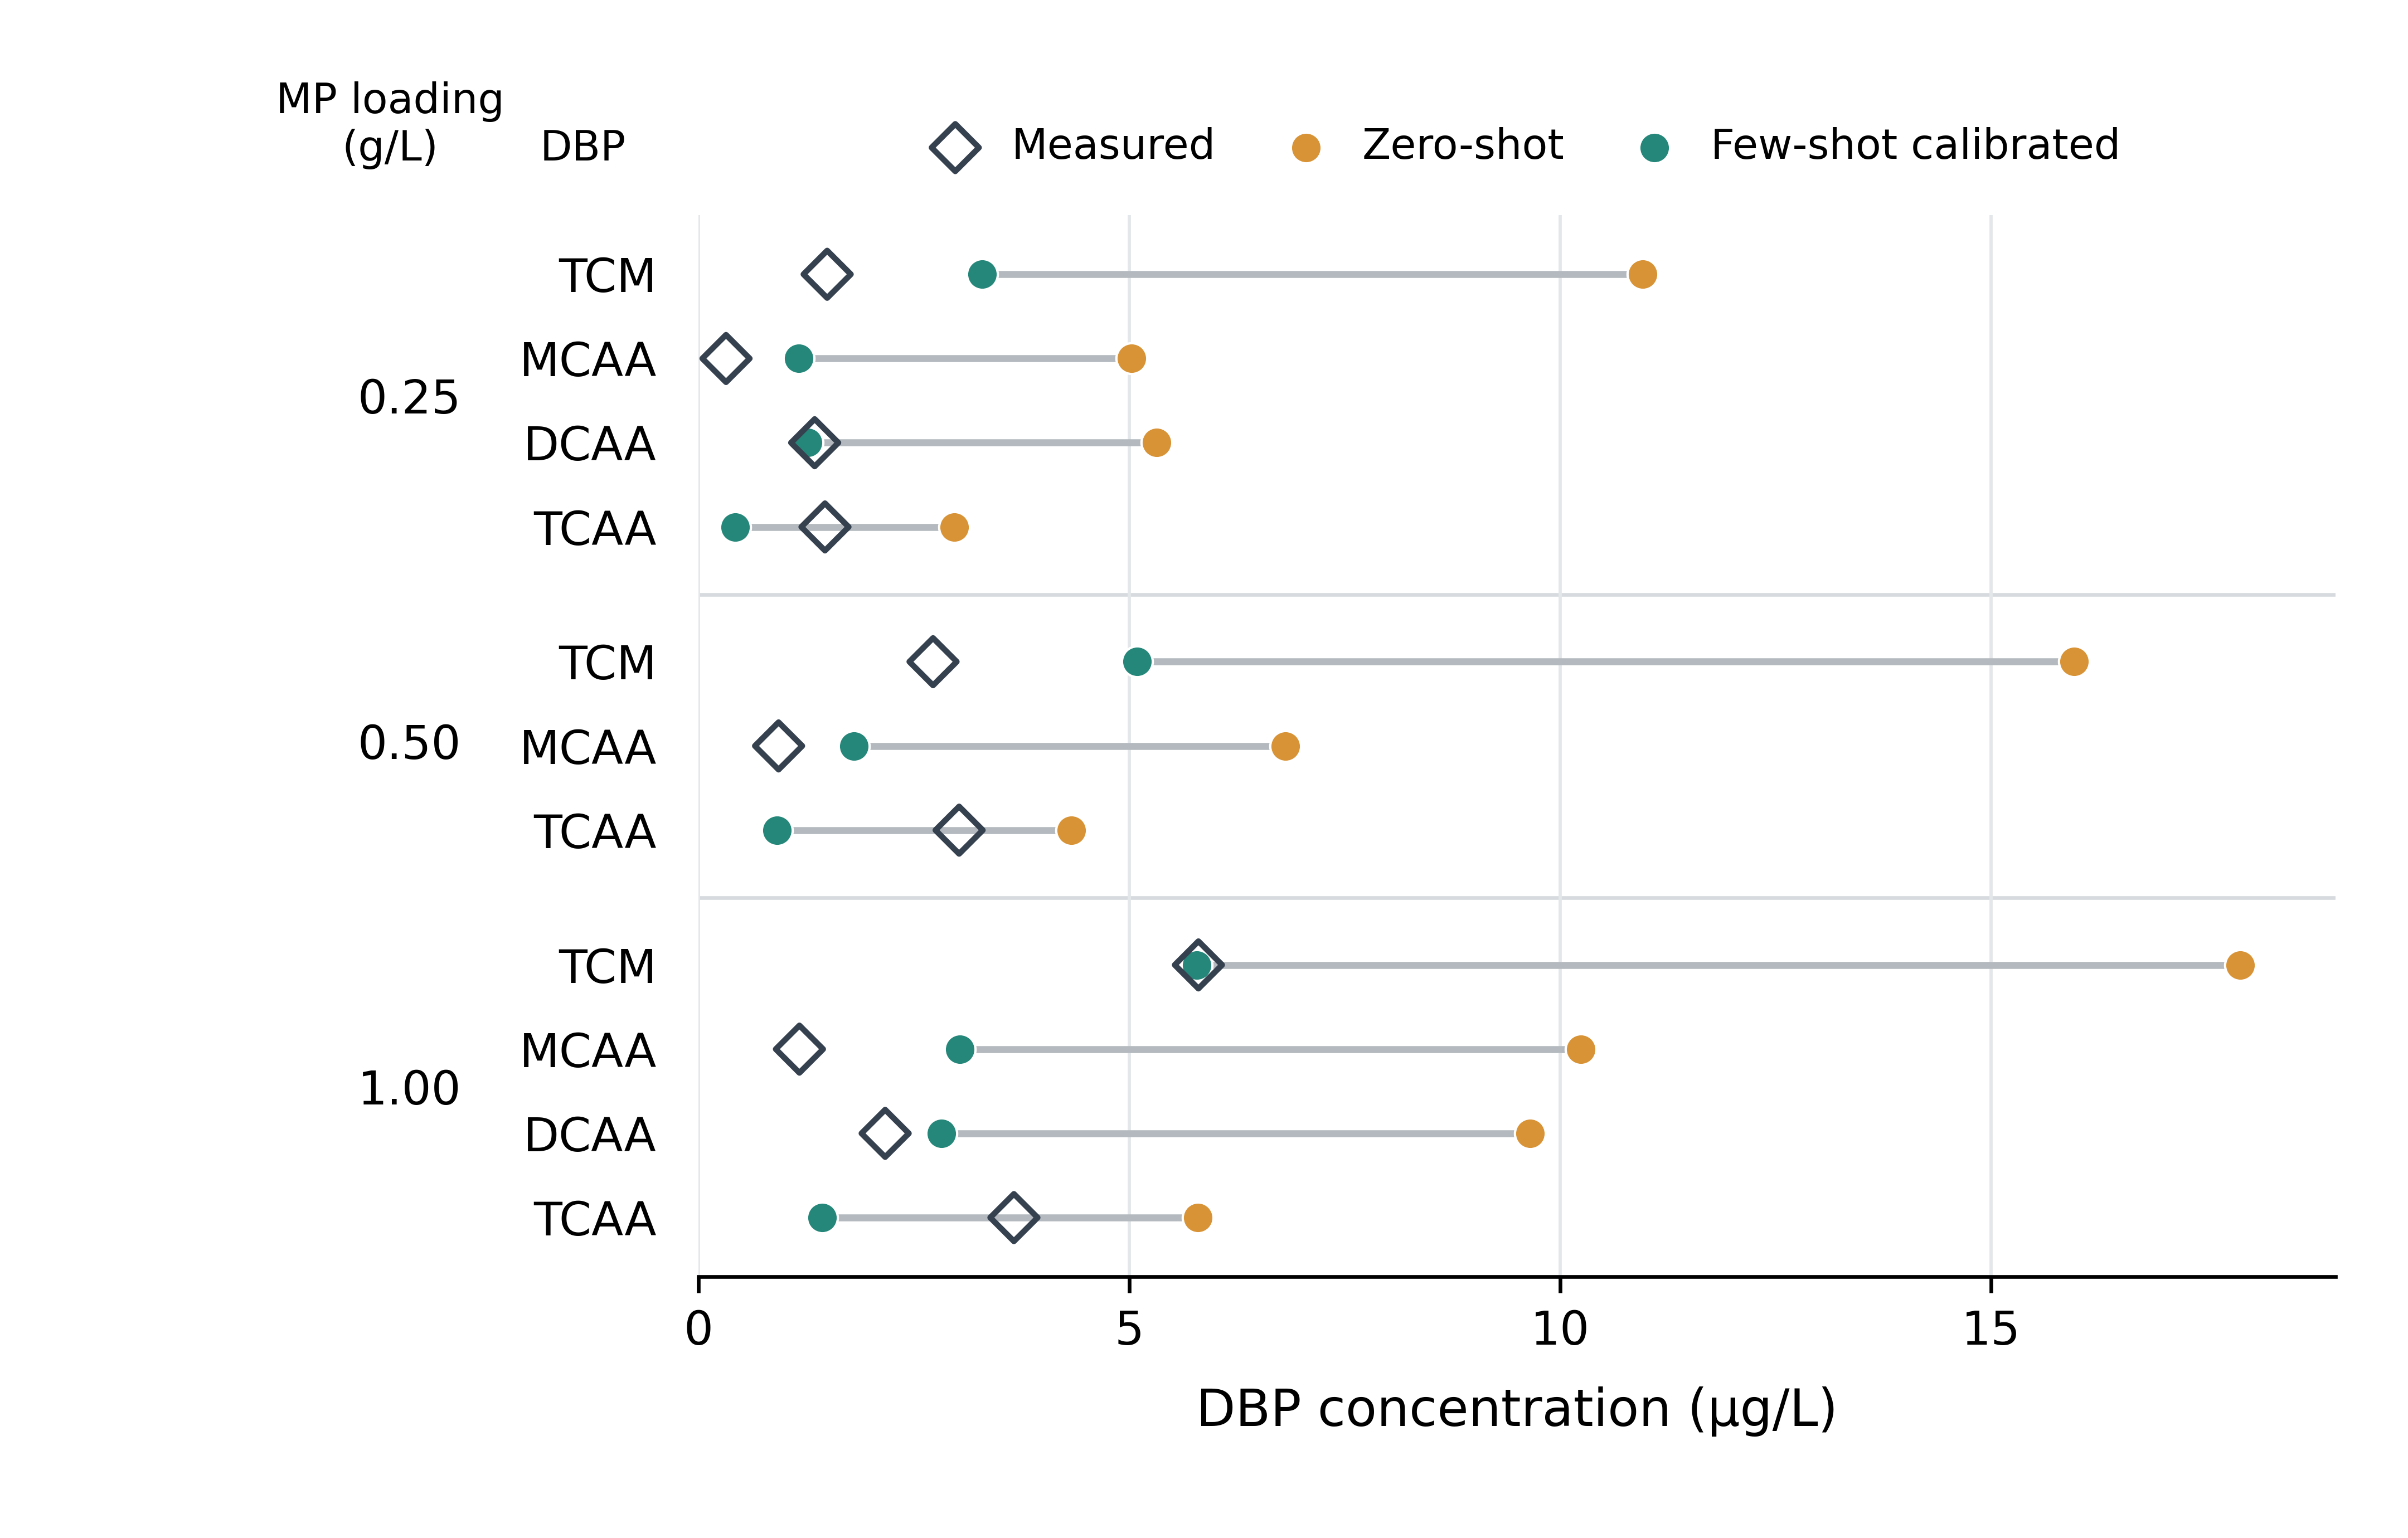 MP loading
(g/L)
DBP
Measured
Zero-shot
Few-shot calibrated
TCM
MCAA
0.25
DCAA
TCAA
TCM
0.50
MCAA
TCAA
TCM
MCAA
1.00
DCAA
TCAA
0
5
10
15
DBP concentration (µg/L)